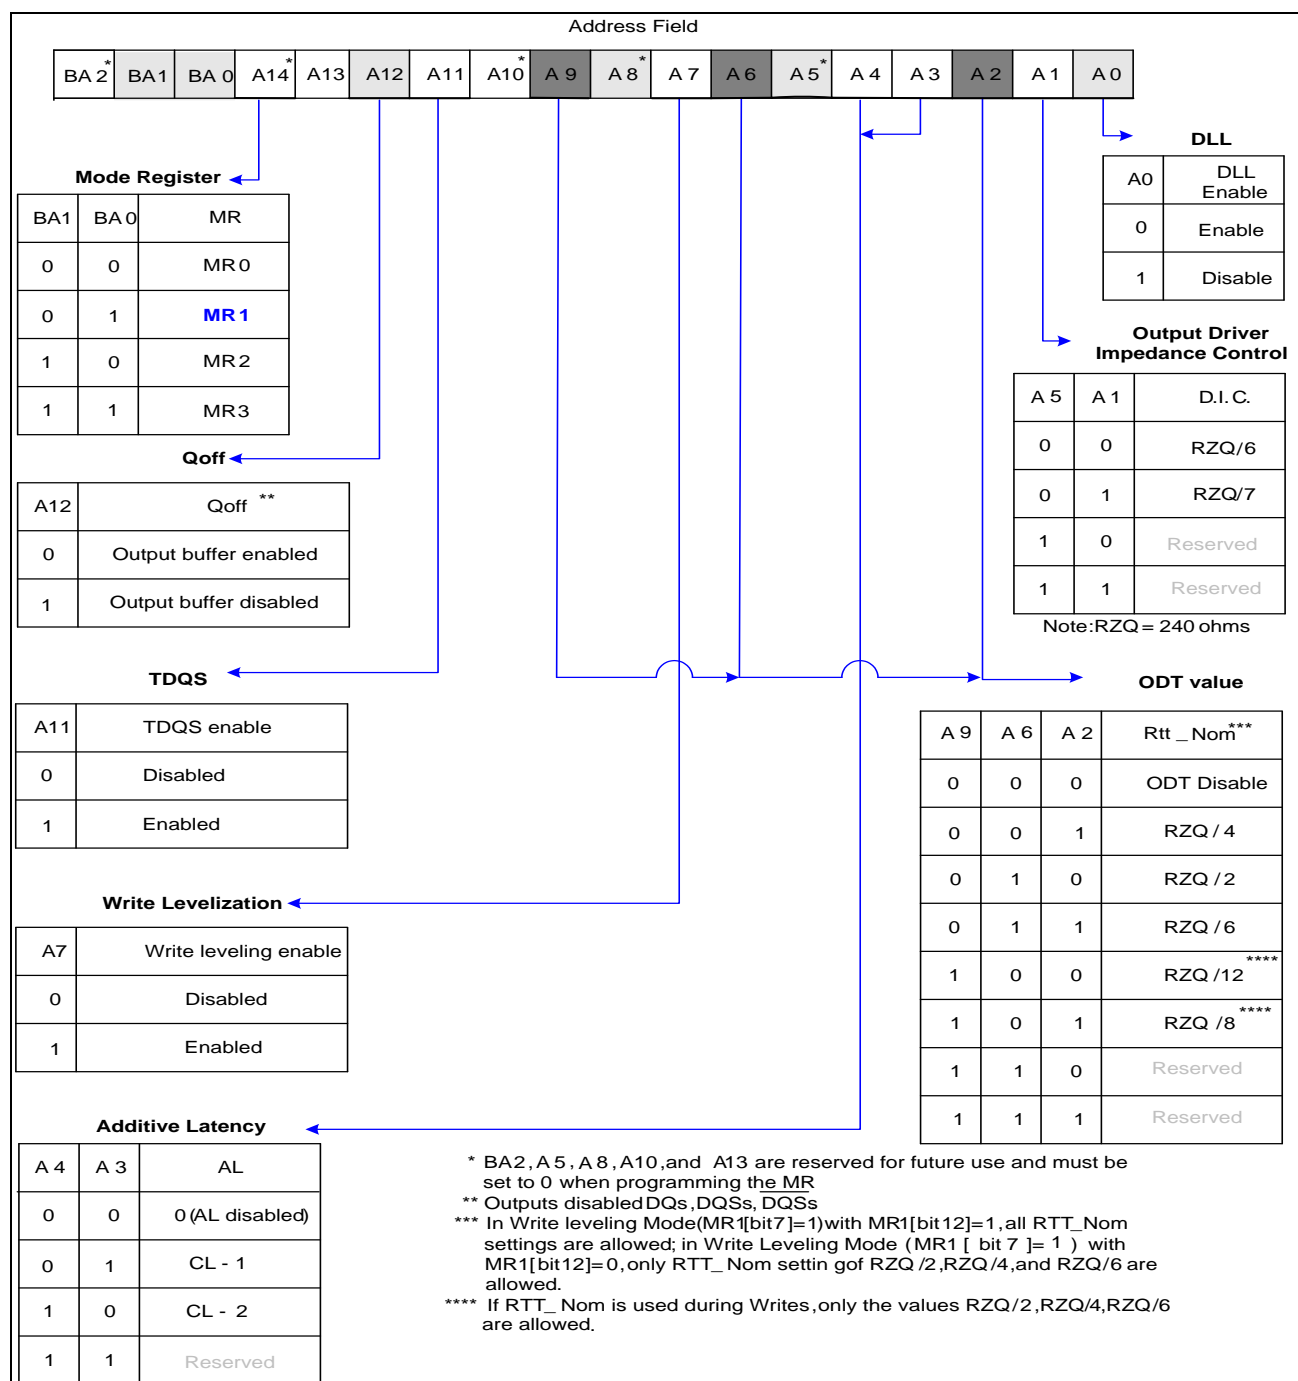 Address Field
BA 2* BA1 BA 0 A14* A13 A12 A11 A10* A 9 A 8* A 7 A 6 A 5* A 4 A 3 A 2 A 1 A 0
Mode Register
BA1 BA 0 MR
0 0 MR 0
0 1 MR 1
1 0 MR 2
1 1 MR 3
Qoff
A12 Qoff **
0 Output buffer enabled
1 Output buffer disabled
TDQS
A11 TDQS enable
0 Disabled
1 Enabled
Write Levelization
A7 Write leveling enable
0 Disabled
1 Enabled
Additive Latency
A 4 A 3 AL
0 0 0 (AL disabled)
0 1 CL - 1
1 0 CL - 2
1 1 Reserved
DLL
A0 DLL
Enable
0 Enable
1 Disable
Output Driver
Impedance Control
A 5 A 1 D.I. C.
0 0 RZQ/6
0 1 RZQ/7
1 0 Reserved
1 1 Reserved
Note:RZQ = 240 ohms
ODT value
A 9 A 6 A 2 Rtt _ Nom***
0 0 0 ODT Disable
0 0 1 RZQ / 4
0 1 0 RZQ / 2
0 1 1 RZQ / 6
1 0 0 RZQ /12 ****
1 0 1 RZQ /8 ****
1 1 0 Reserved
1 1 1 Reserved
* BA2, A 5, A 8, A10,and A13 are reserved for future use and must be
set to 0 when programming the MR
** Outputs disabled DQs, DQSs, D̅Q̅S̅s̅
*** In Write leveling Mode(MR1[bit7]=1)with MR1[bit12]=1,all RTT_Nom
settings are allowed; in Write Leveling Mode (MR1 [ bit 7 ]= 1 ) with
MR1[bit12]=0,only RTT_ Nom settin gof RZQ /2,RZQ /4,and RZQ/6 are
allowed.
**** If RTT_ Nom is used during Writes,only the values RZQ/2,RZQ/4,RZQ/6
are allowed.